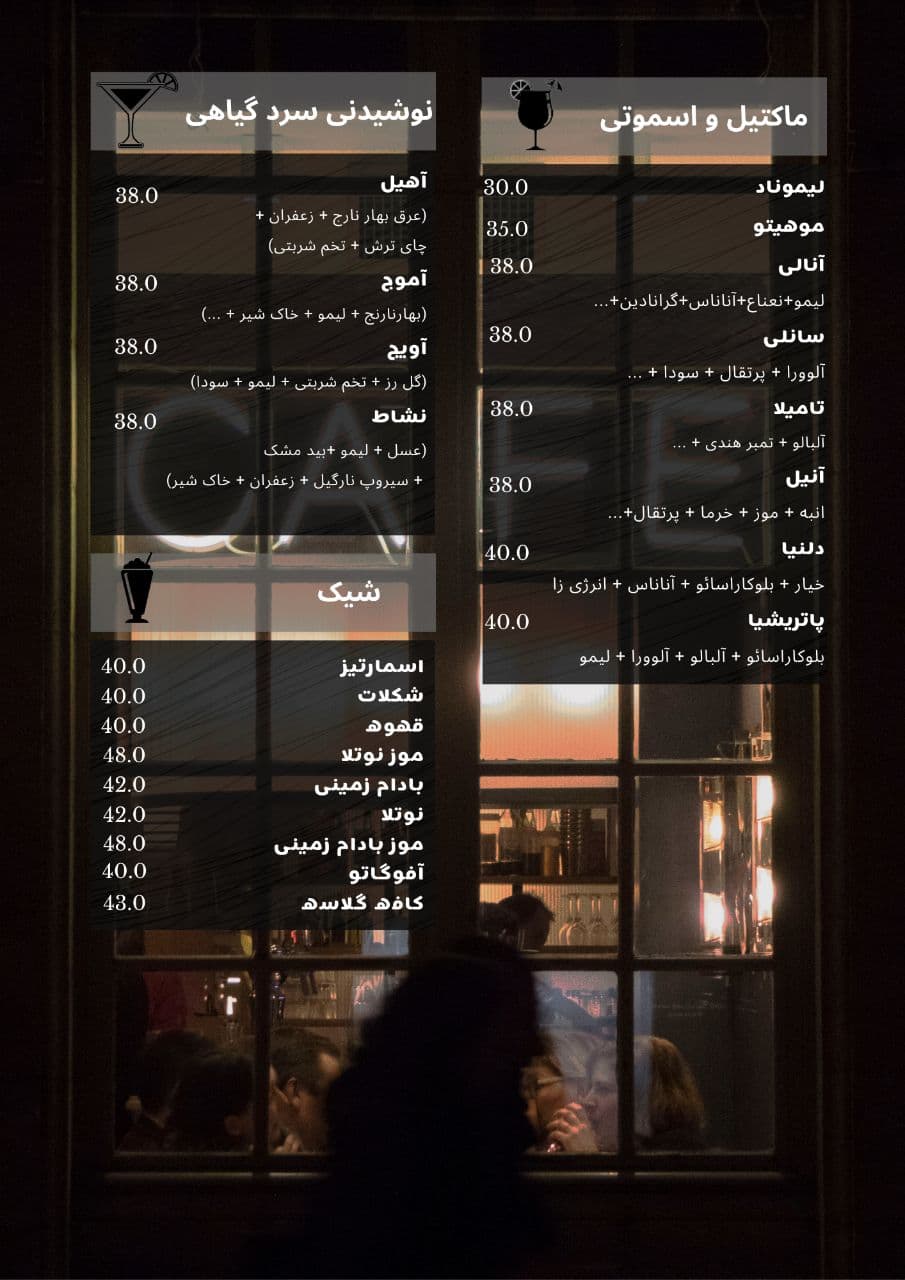 ماکتیل و اسموتی
لیموناد 30.0
موهیتو 35.0
آنالی 38.0
لیمو+نعناع+آناناس+گرانادین+...
سانلی 38.0
آلوورا + پرتقال + سودا + ...
تامیلا 38.0
آلبالو + تمبر هندی + ...
آنیل 38.0
انبه + موز + خرما + پرتقال+...
دلنیا 40.0
خیار + بلوکاراسائو + آناناس + انرژی زا
پاتریشیا 40.0
بلوکاراسائو + آلبالو + آلوورا + لیمو
نوشیدنی سرد گیاهی
آهیل 38.0
(عرق بهار نارج + زعفران +
چای ترش + تخم شربتی)
آموج 38.0
(بهارنارنج + لیمو + خاک شیر + ...)
آویج 38.0
(گل رز + تخم شربتی + لیمو + سودا)
نشاط 38.0
(عسل + لیمو +بید مشک
+ سیروپ نارگیل + زعفران + خاک شیر)
شیک
اسمارتیز 40.0
شکلات 40.0
قهوه 40.0
موز نوتلا 48.0
بادام زمینی 42.0
نوتلا 42.0
موز بادام زمینی 48.0
آفوگاتو 40.0
کافه گلاسه 43.0
CAFE